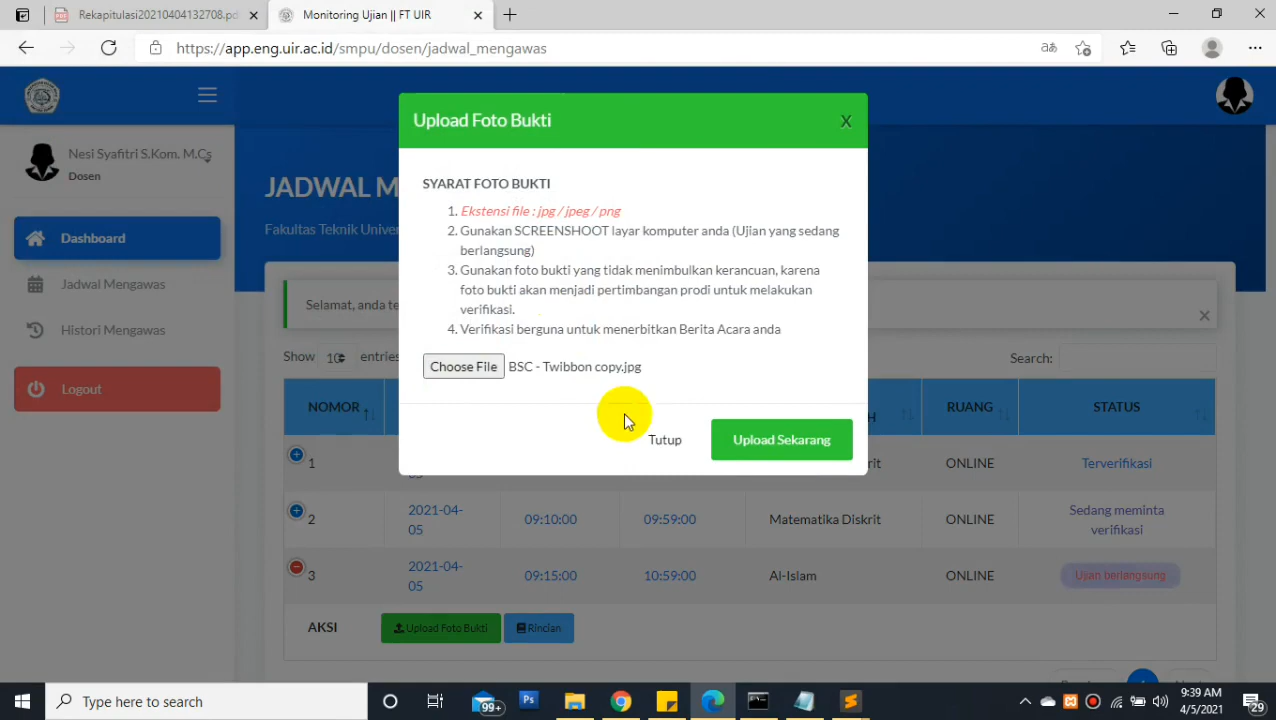 Rekapitulasi20210404132708.pd
Monitoring Ujian || FT UIR
https://app.eng.uir.ac.id/smpu/dosen/jadwal_mengawas
Nesi Syafitri S.Kom. M.Cs
Dosen
Dashboard
Jadwal Mengawas
Histori Mengawas
Logout
JADWAL M
Fakultas Teknik Univer
Selamat, anda te
Show 10 entries
Search:
Upload Foto Bukti
X
SYARAT FOTO BUKTI
1. Ekstensi file : jpg / jpeg / png
2. Gunakan SCREENSHOOT layar komputer anda (Ujian yang sedang
berlangsung)
3. Gunakan foto bukti yang tidak menimbulkan kerancuan, karena
foto bukti akan menjadi pertimbangan prodi untuk melakukan
verifikasi.
4. Verifikasi berguna untuk menerbitkan Berita Acara anda
Choose File BSC - Twibbon copy.jpg
Tutup
Upload Sekarang
NOMOR H RUANG STATUS
1 05 rit ONLINE Terverifikasi
2 2021-04-
05 09:10:00 09:59:00 Matematika Diskrit ONLINE Sedang meminta
verifikasi
3 2021-04-
05 09:15:00 10:59:00 Al-Islam ONLINE Ujian berlangsung
AKSI Upload Foto Bukti Rincian
Type here to search
99+
Ps
9:39 AM
4/5/2021
29